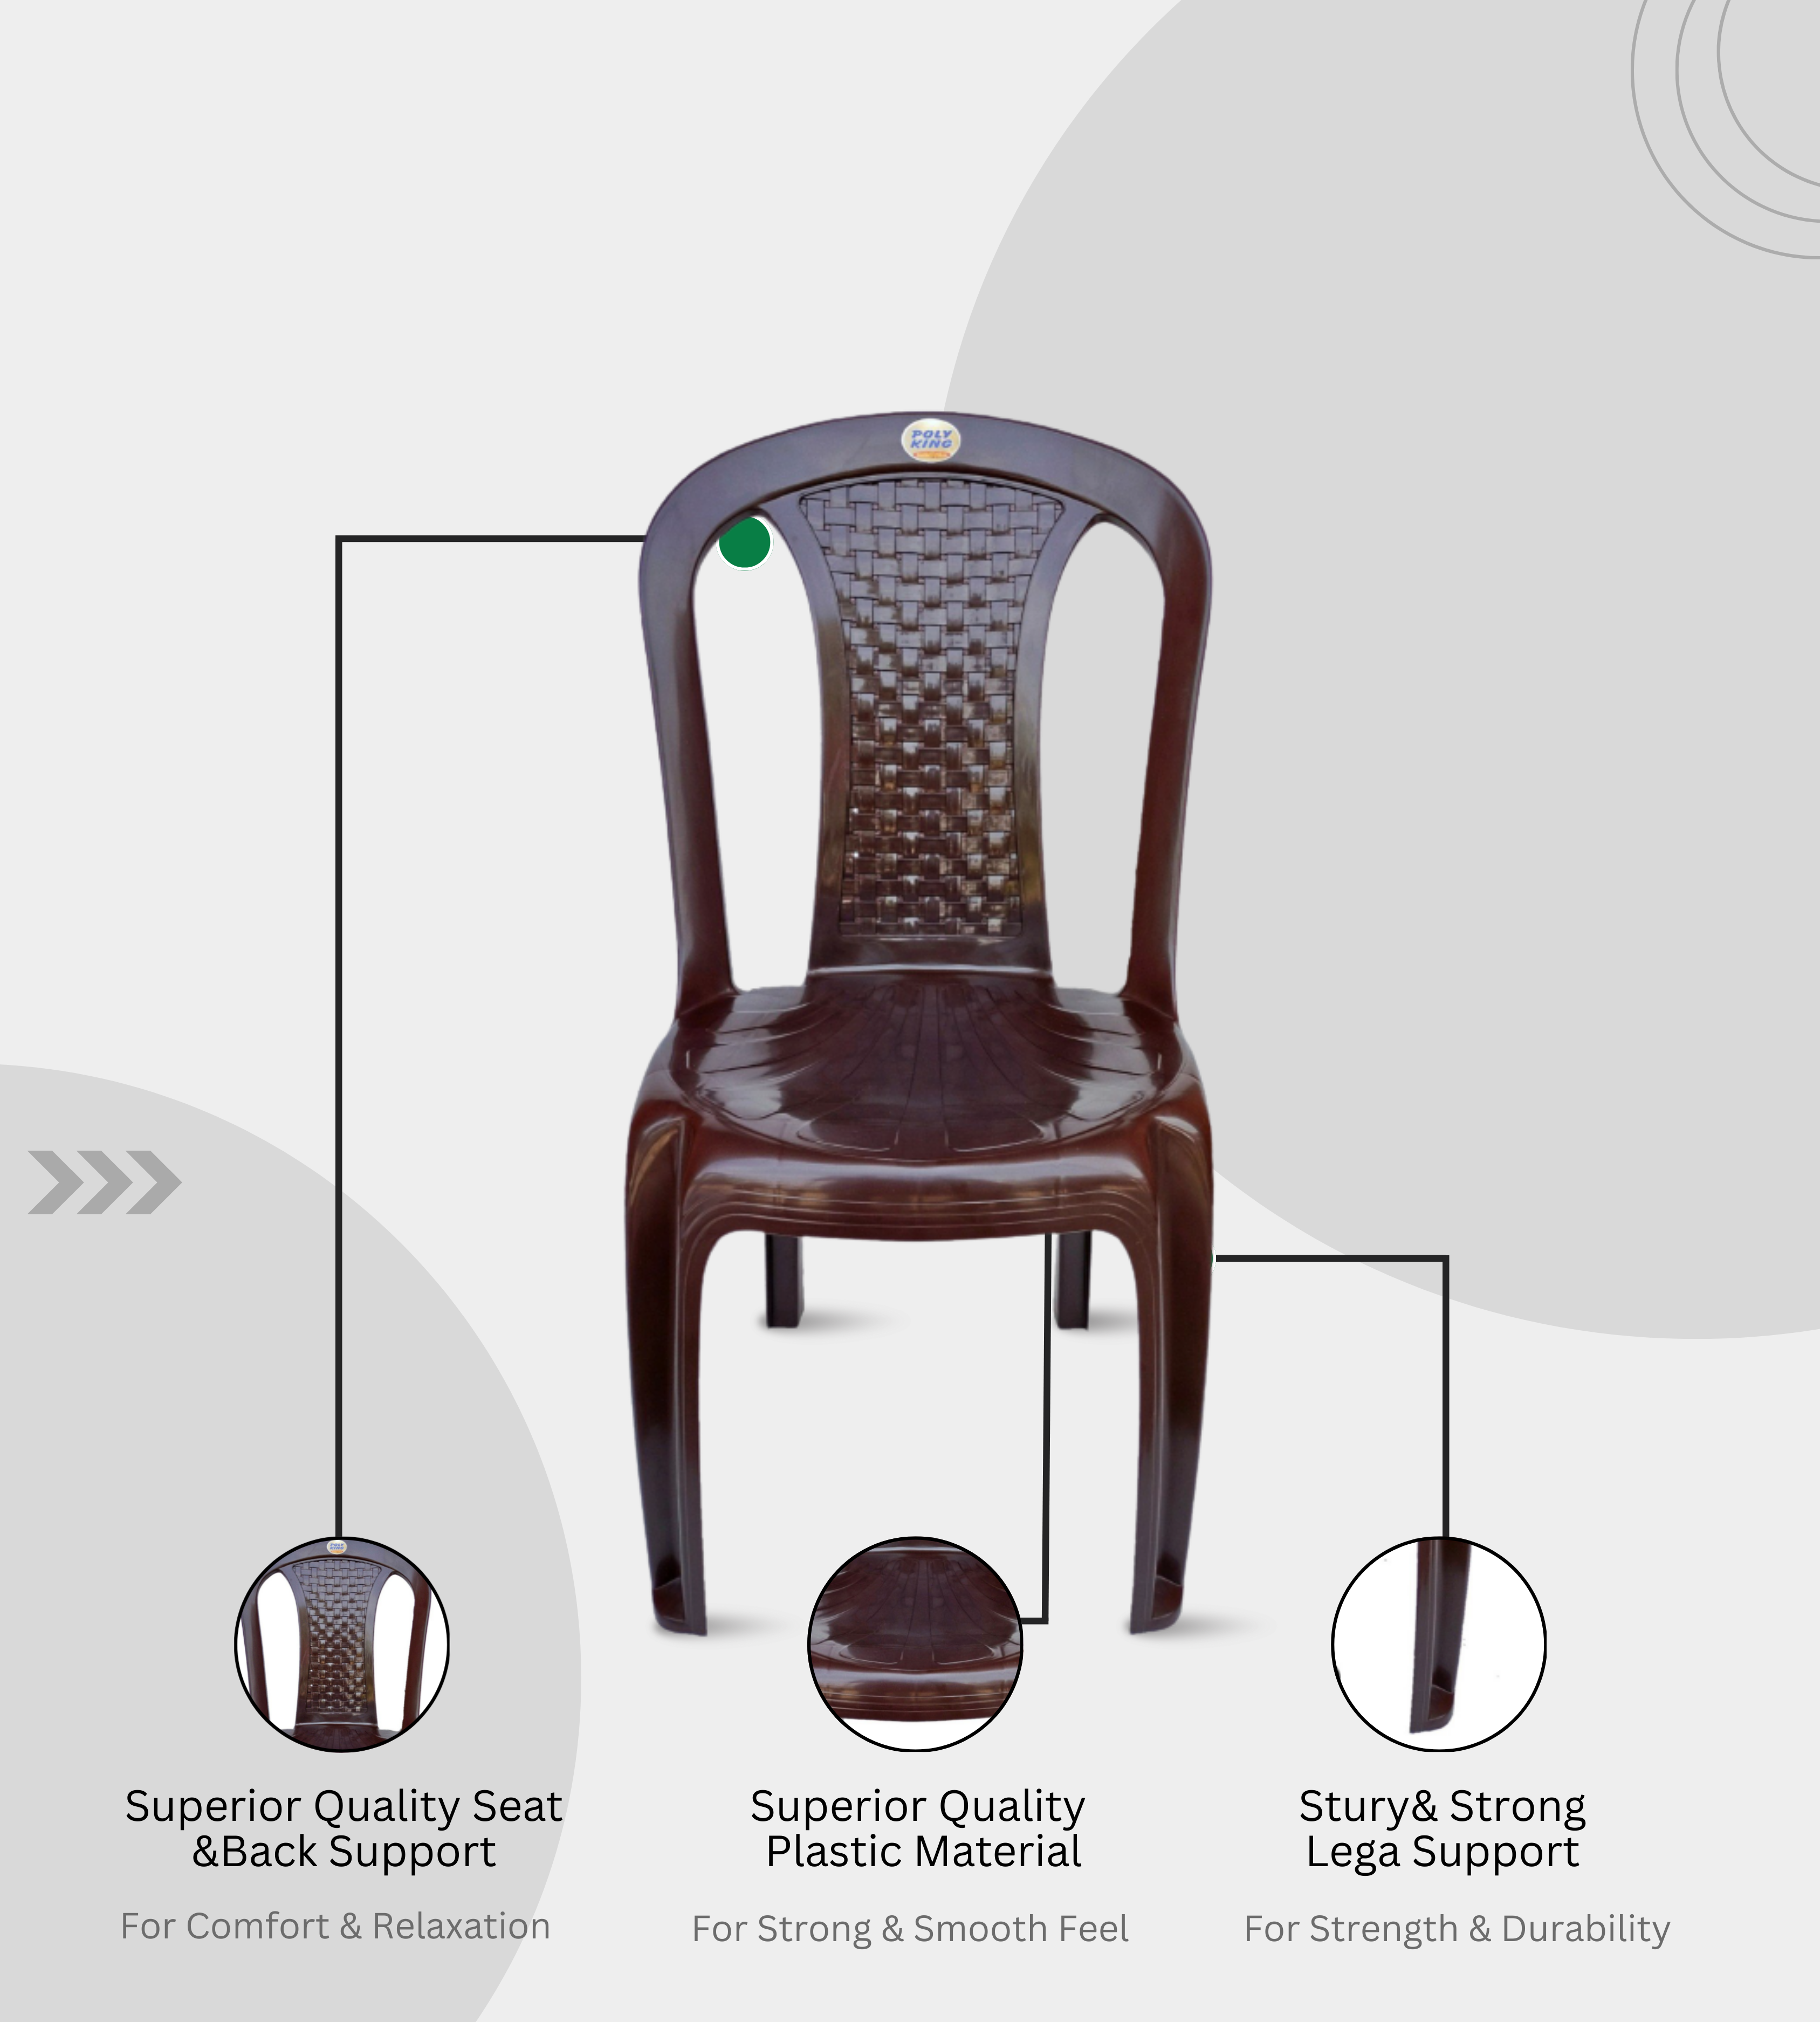 POLY
KING
Superior Quality Seat
&Back Support
For Comfort & Relaxation
Superior Quality
Plastic Material
For Strong & Smooth Feel
Stury& Strong
Lega Support
For Strength & Durability